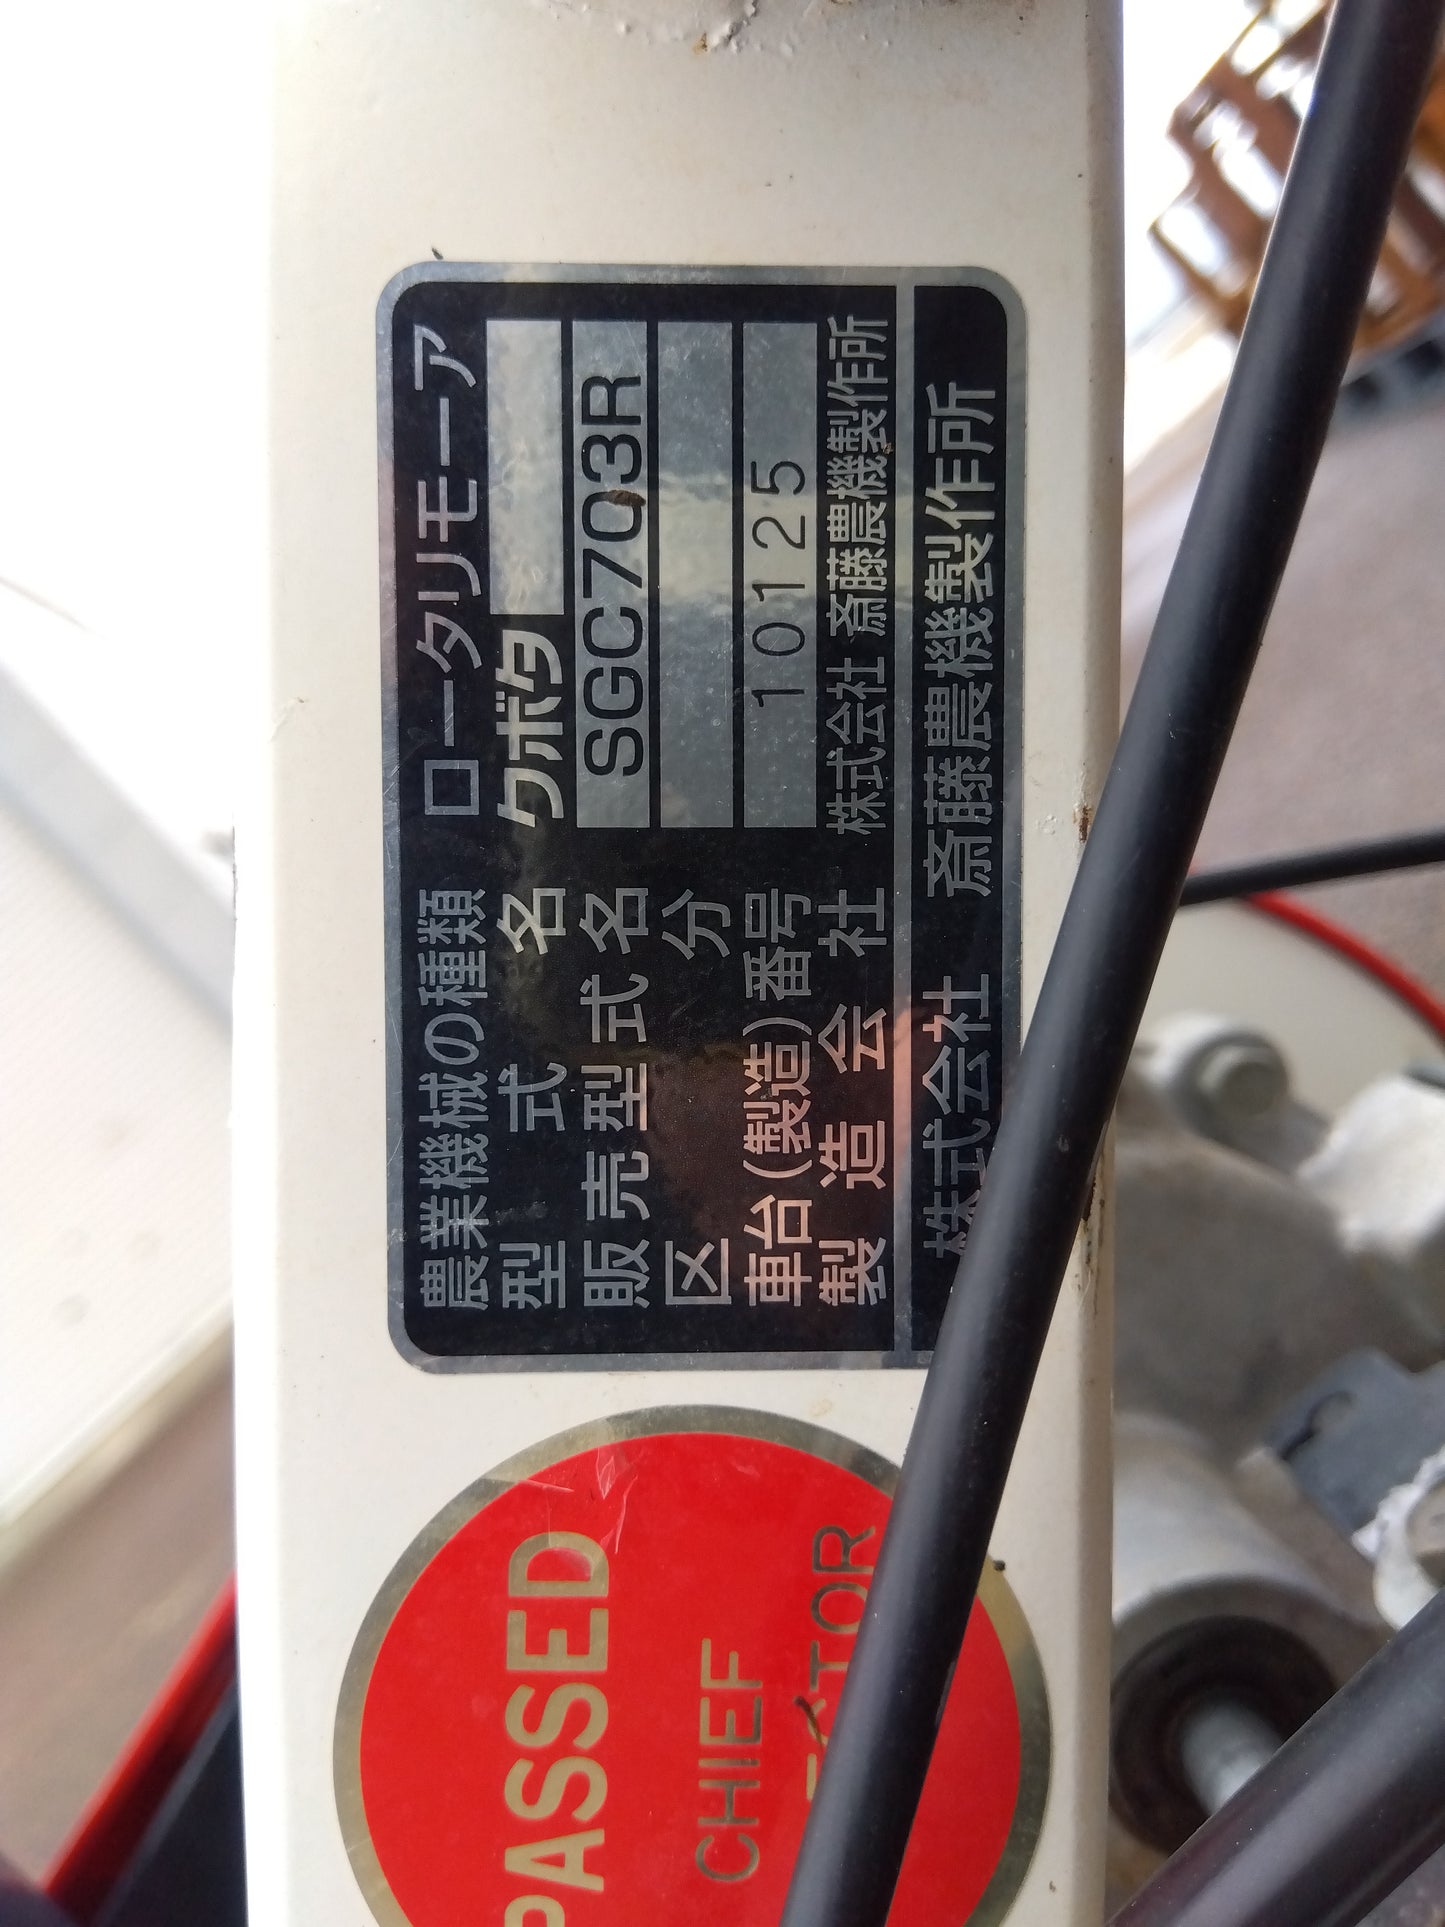 農業機械の種類 ロータリモーア
型式名 クボタ
販売型式名 SGC703R
区分
車台(製造)番号 10125
製造会社 株式会社 斎藤農機製作所
株式会社 斎藤農機製作所
PASSED
CHIEF